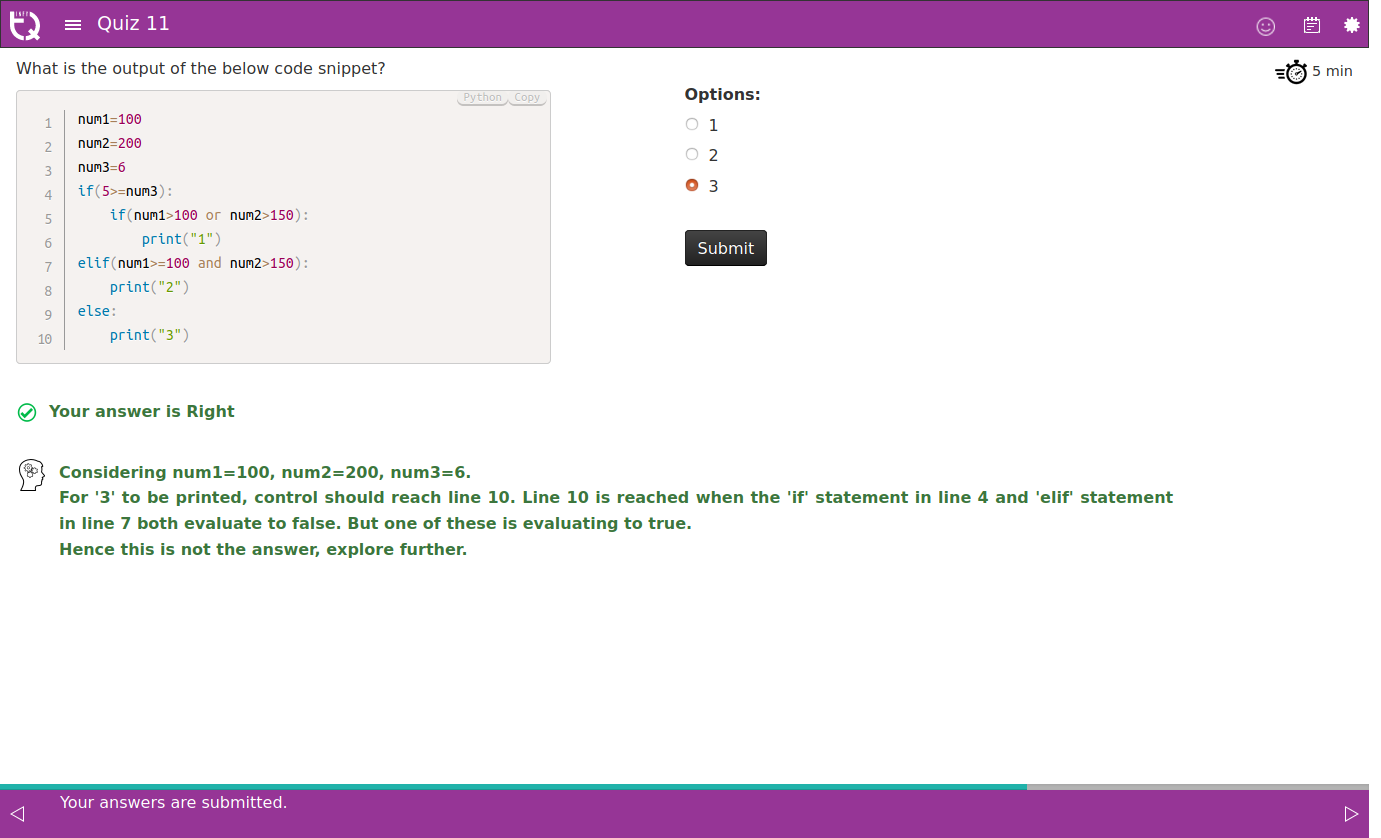 INFY
TQ
Quiz 11
What is the output of the below code snippet?
5 min
Python Copy
1 num1=100
2 num2=200
3 num3=6
4 if(5>=num3):
5     if(num1>100 or num2>150):
6         print("1")
7 elif(num1>=100 and num2>150):
8     print("2")
9 else:
10     print("3")
Options:
1
2
3
Submit
Your answer is Right
Considering num1=100, num2=200, num3=6.
For '3' to be printed, control should reach line 10. Line 10 is reached when the 'if' statement in line 4 and 'elif' statement
in line 7 both evaluate to false. But one of these is evaluating to true.
Hence this is not the answer, explore further.
Your answers are submitted.